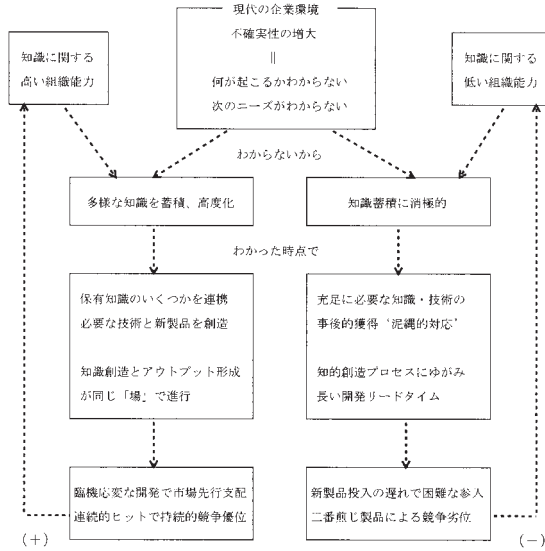 現代の企業環境
不確実性の増大
||
何が起こるかわからない
次のニーズがわからない
知識に関する
高い組織能力
知識に関する
低い組織能力
わからないから
多様な知識を蓄積、高度化
知識蓄積に消極的
わかった時点で
保有知識のいくつかを連携
必要な技術と新製品を創造
知識創造とアウトプット形成
が同じ「場」で進行
充足に必要な知識・技術の
事後的獲得“泥縄的対応”
知的創造プロセスにゆがみ
長い開発リードタイム
臨機応変な開発で市場先行支配
連続的ヒットで持続的競争優位
新製品投入の遅れで困難な参入
二番煎じ製品による競争劣位
(+)
(−)